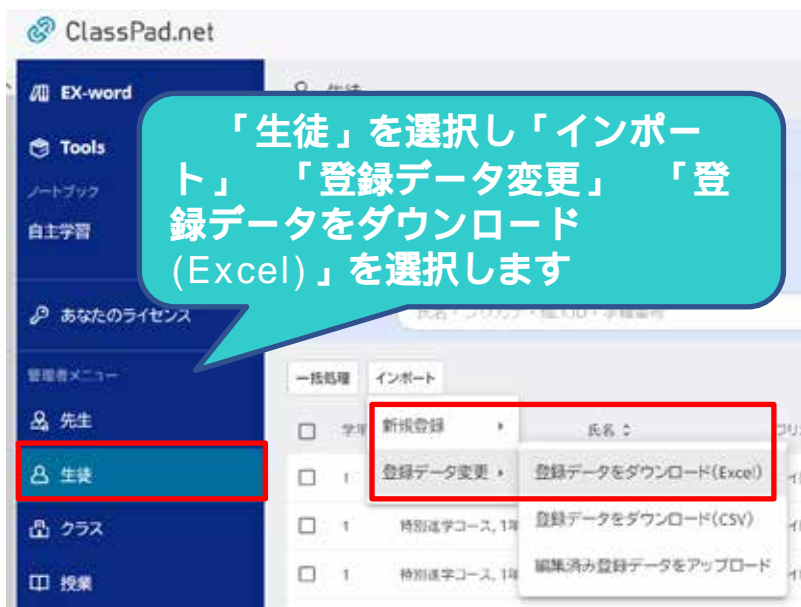 ClassPad.net
EX-word
生徒
Tools
ノートブック
自主学習
「生徒」を選択し「インポー
ト」 「登録データ変更」 「登
録データをダウンロード
(Excel)」を選択します
あなたのライセンス
管理者メニュー
一括処理 インポート
先生
学年 新規登録 氏名
生徒
1 登録データ変更 登録データをダウンロード(Excel)
クラス
1 特別進学コース, 1年 登録データをダウンロード(CSV)
授業
1 特別進学コース, 1年 編集済み登録データをアップロード